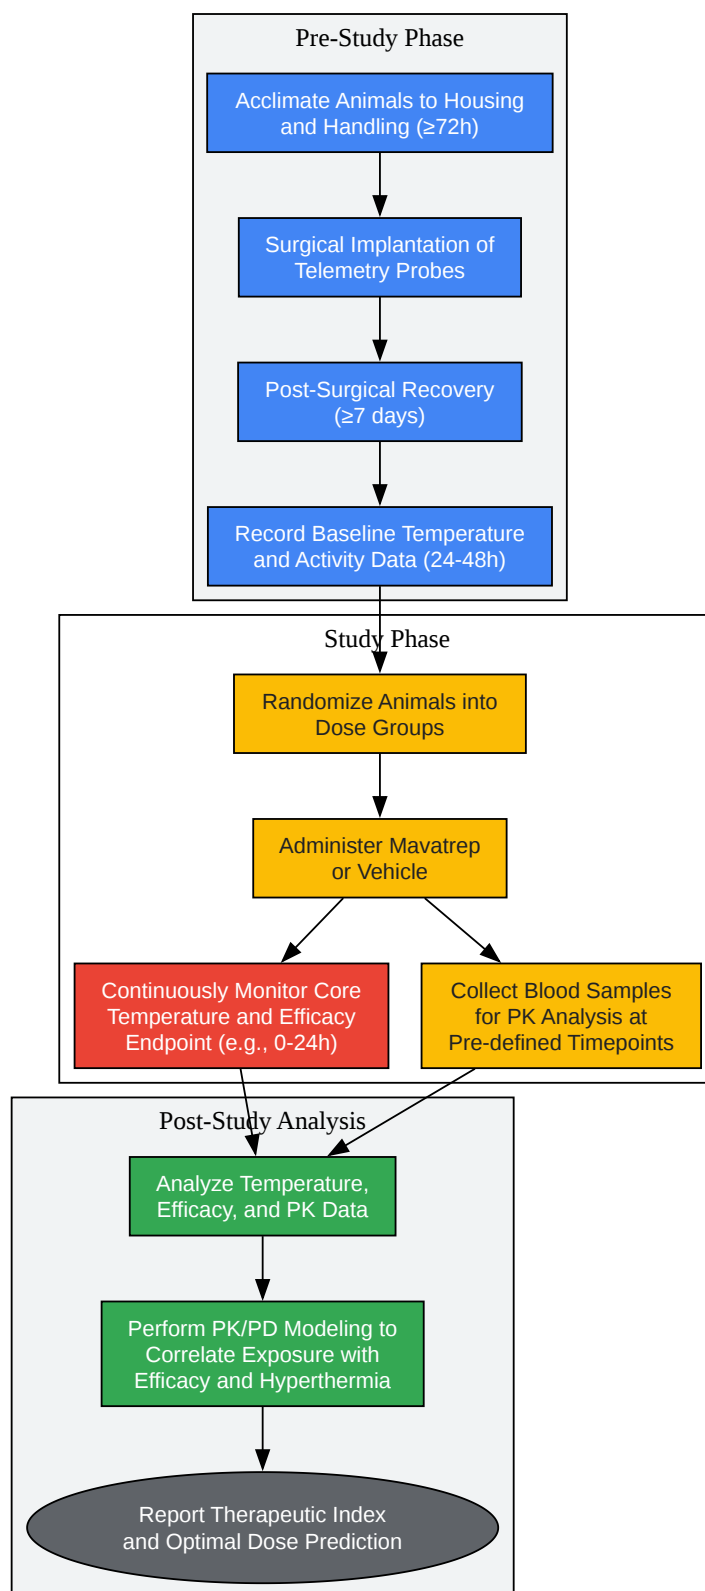 Pre-Study Phase
Acclimate Animals to Housing
and Handling (≥72h)
Surgical Implantation of
Telemetry Probes
Post-Surgical Recovery
(≥7 days)
Record Baseline Temperature
and Activity Data (24-48h)
Study Phase
Randomize Animals into
Dose Groups
Administer Mavatrep
or Vehicle
Continuously Monitor Core
Temperature and Efficacy
Endpoint (e.g., 0-24h)
Collect Blood Samples
for PK Analysis at
Pre-defined Timepoints
Post-Study Analysis
Analyze Temperature,
Efficacy, and PK Data
Perform PK/PD Modeling to
Correlate Exposure with
Efficacy and Hyperthermia
Report Therapeutic Index
and Optimal Dose Prediction